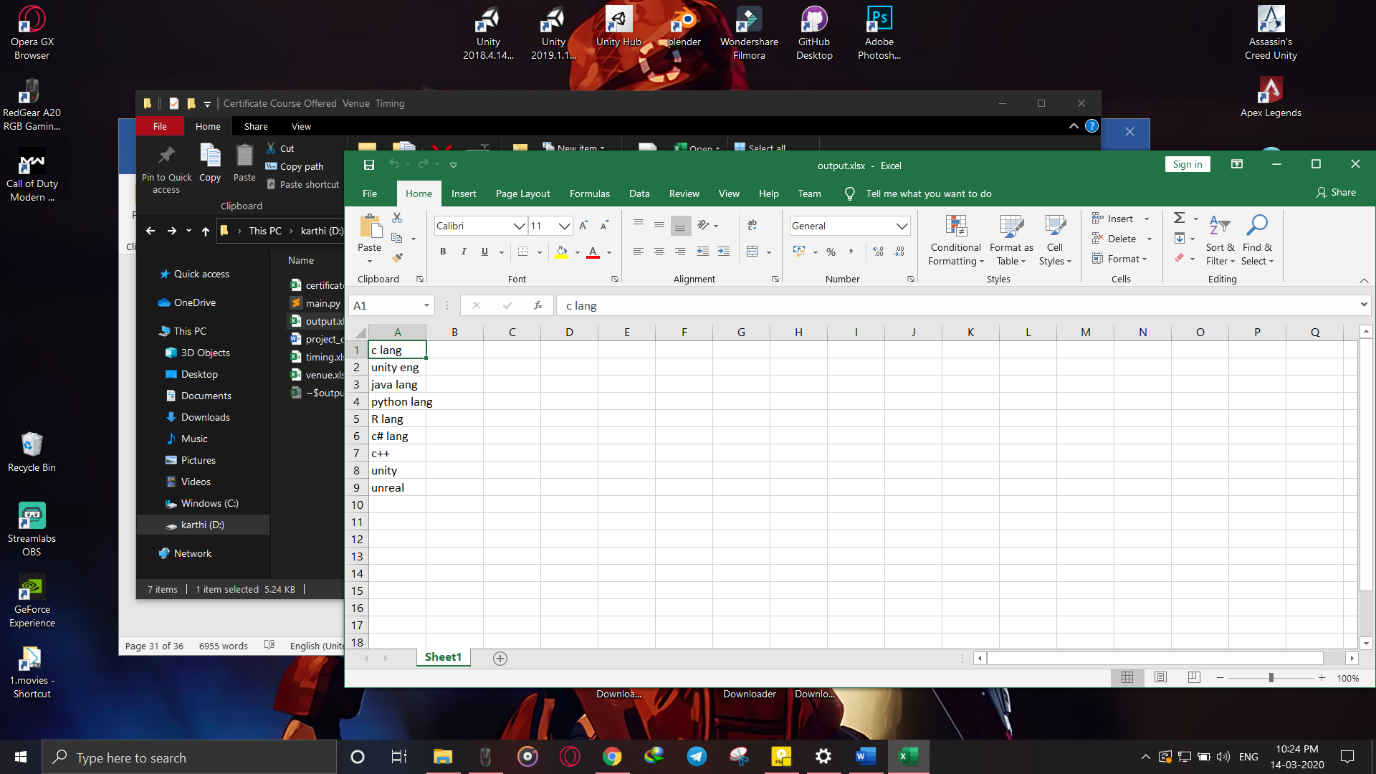 Opera GX
Browser
RedGear A20
RGB Gamin...
Call of Duty
Modern ...
Recycle Bin
Streamlabs
OBS
GeForce
Experience
1.movies -
Shortcut
Unity
2018.4.14...
Unity
2019.1.1...
Unity Hub
blender
Wondershare
Filmora
GitHub
Desktop
Adobe
Photosh...
Assassin's
Creed Unity
Apex Legends
Certificate Course Offered Venue Timing
File Home Share View
Pin to Quick
access
Copy
Paste
Cut
Copy path
Paste shortcut
Clipboard
New item
Open
Select all
This PC > karthi (D:)
Name
Quick access
OneDrive
This PC
3D Objects
Desktop
Documents
Downloads
Music
Pictures
Videos
Windows (C:)
karthi (D:)
Network
certificate
main.py
output.xl
project_c
timing.xls
venue.xls
~$outpu
7 items 1 item selected 5.24 KB
Page 31 of 36 6955 words English (Unite
output.xlsx - Excel
Sign in
File Home Insert Page Layout Formulas Data Review View Help Team Tell me what you want to do Share
Paste
Clipboard
Calibri 11
B I U
Font
Alignment
General
Number
Conditional
Formatting
Format as
Table
Cell
Styles
Styles
Insert
Delete
Format
Cells
Sort &
Filter
Find &
Select
Editing
A1 fx c lang
A B C D E F G H I J K L M N O P Q
1 c lang
2 unity eng
3 java lang
4 python lang
5 R lang
6 c# lang
7 c++
8 unity
9 unreal
10
11
12
13
14
15
16
17
18
Sheet1
100%
Downloa...
Downloader
Downlo...
Type here to search
ENG
10:24 PM
14-03-2020